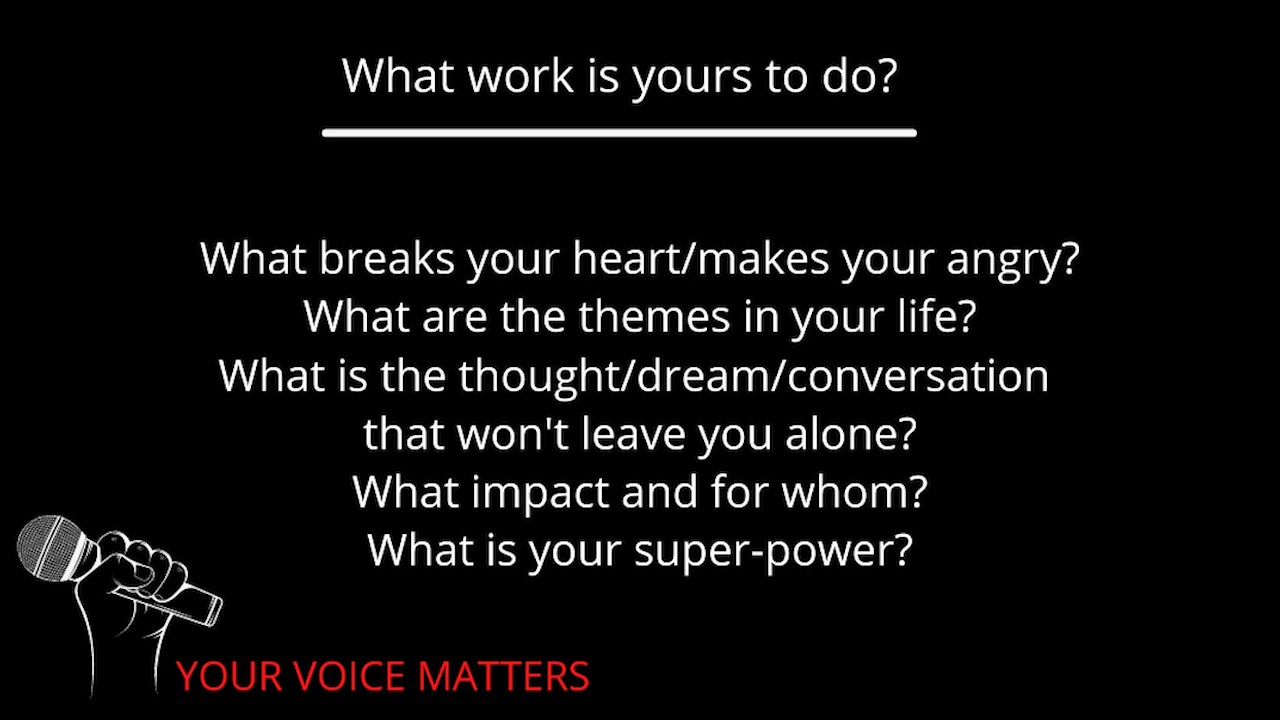 What work is yours to do?
What breaks your heart/makes your angry?
What are the themes in your life?
What is the thought/dream/conversation
that won't leave you alone?
What impact and for whom?
What is your super-power?
YOUR VOICE MATTERS